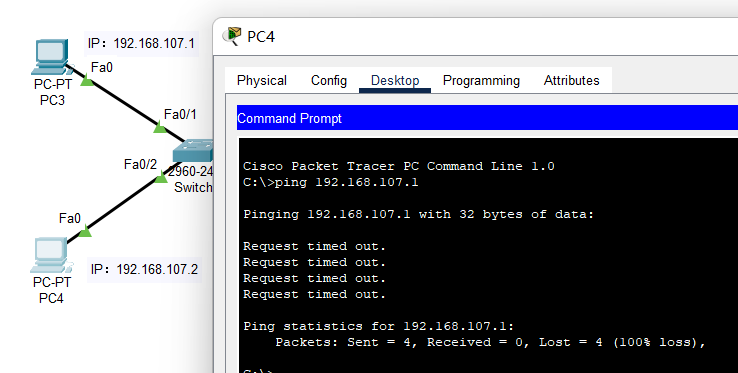 IP：192.168.107.1
Fa0
PC-PT
PC3
Fa0/1
Fa0/2
2960-24
Switch
Fa0
IP：192.168.107.2
PC-PT
PC4
PC4
Physical Config Desktop Programming Attributes
Command Prompt
Cisco Packet Tracer PC Command Line 1.0
C:\>ping 192.168.107.1
Pinging 192.168.107.1 with 32 bytes of data:
Request timed out.
Request timed out.
Request timed out.
Request timed out.
Ping statistics for 192.168.107.1:
Packets: Sent = 4, Received = 0, Lost = 4 (100% loss),
C:\>